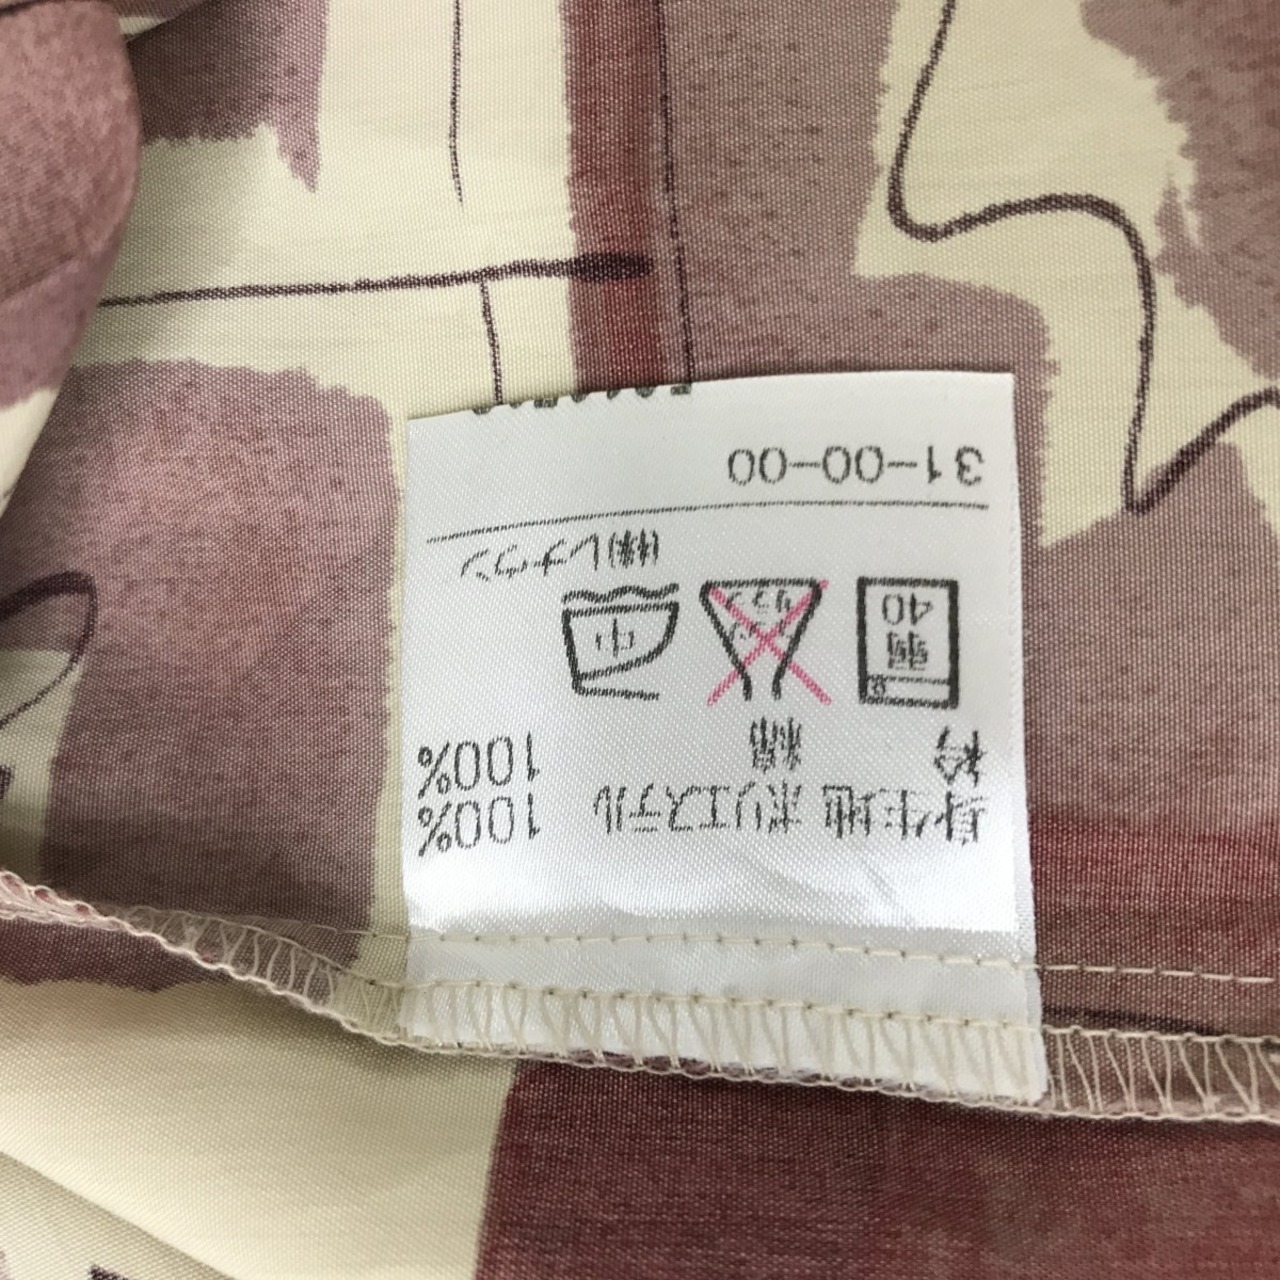 身生地 ポリエステル 100%
衿 綿 100%
弱 中
40
㈱レナウン
31-00-00